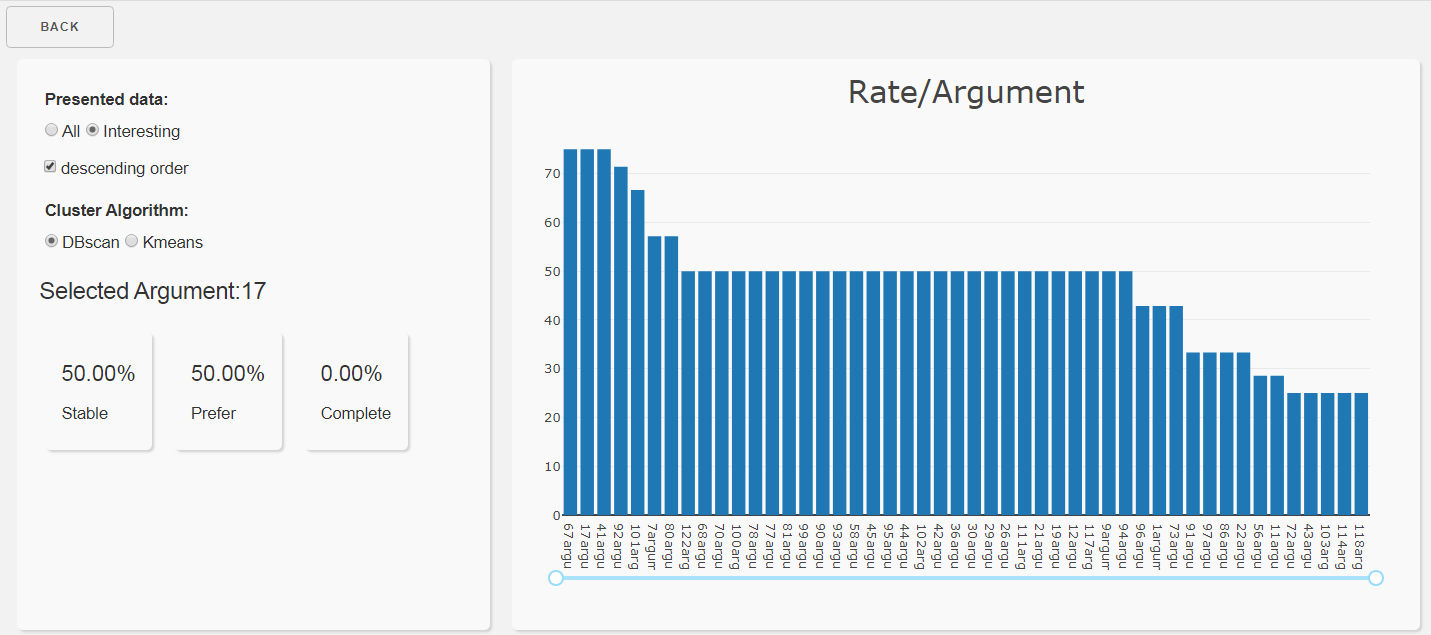 BACK
Presented data:
All Interesting
descending order
Cluster Algorithm:
DBscan Kmeans
Selected Argument:17
50.00% 50.00% 0.00%
Stable Prefer Complete
Rate/Argument
70
60
50
40
30
20
10
0
67argu
17argu
41argu
92argu
101arg
7argum
80argu
122arg
68argu
70argu
100arg
78argu
77argu
81argu
99argu
90argu
93argu
58argu
45argu
95argu
44argu
102arg
42argu
36argu
30argu
29argu
26argu
111arg
21argu
19argu
12argu
117arg
9argum
94argu
96argu
1argum
73argu
91argu
97argu
86argu
22argu
56argu
11argu
72argu
43argu
103arg
114arg
118arg